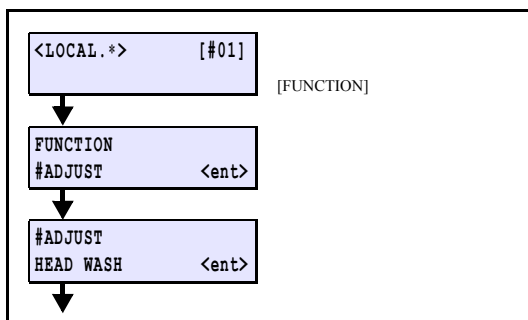 <LOCAL.*> [#01]
[FUNCTION]
FUNCTION
#ADJUST <ent>
#ADJUST
HEAD WASH <ent>